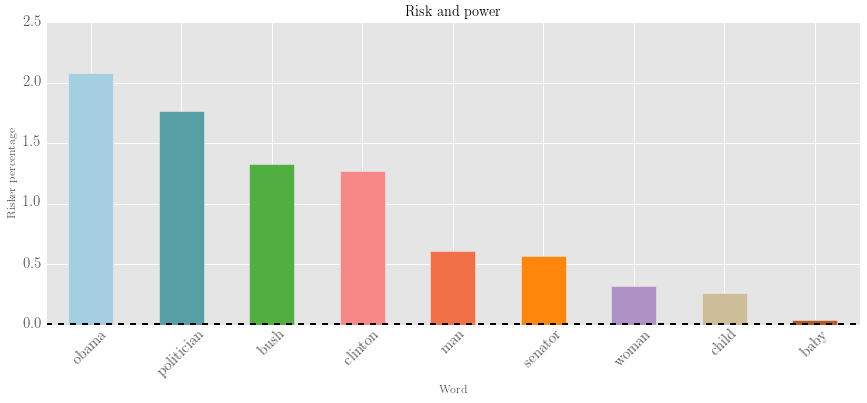 Risk and power
Risker percentage
2.5
2.0
1.5
1.0
0.5
0.0
obama
politician
bush
clinton
man
senator
woman
child
baby
Word